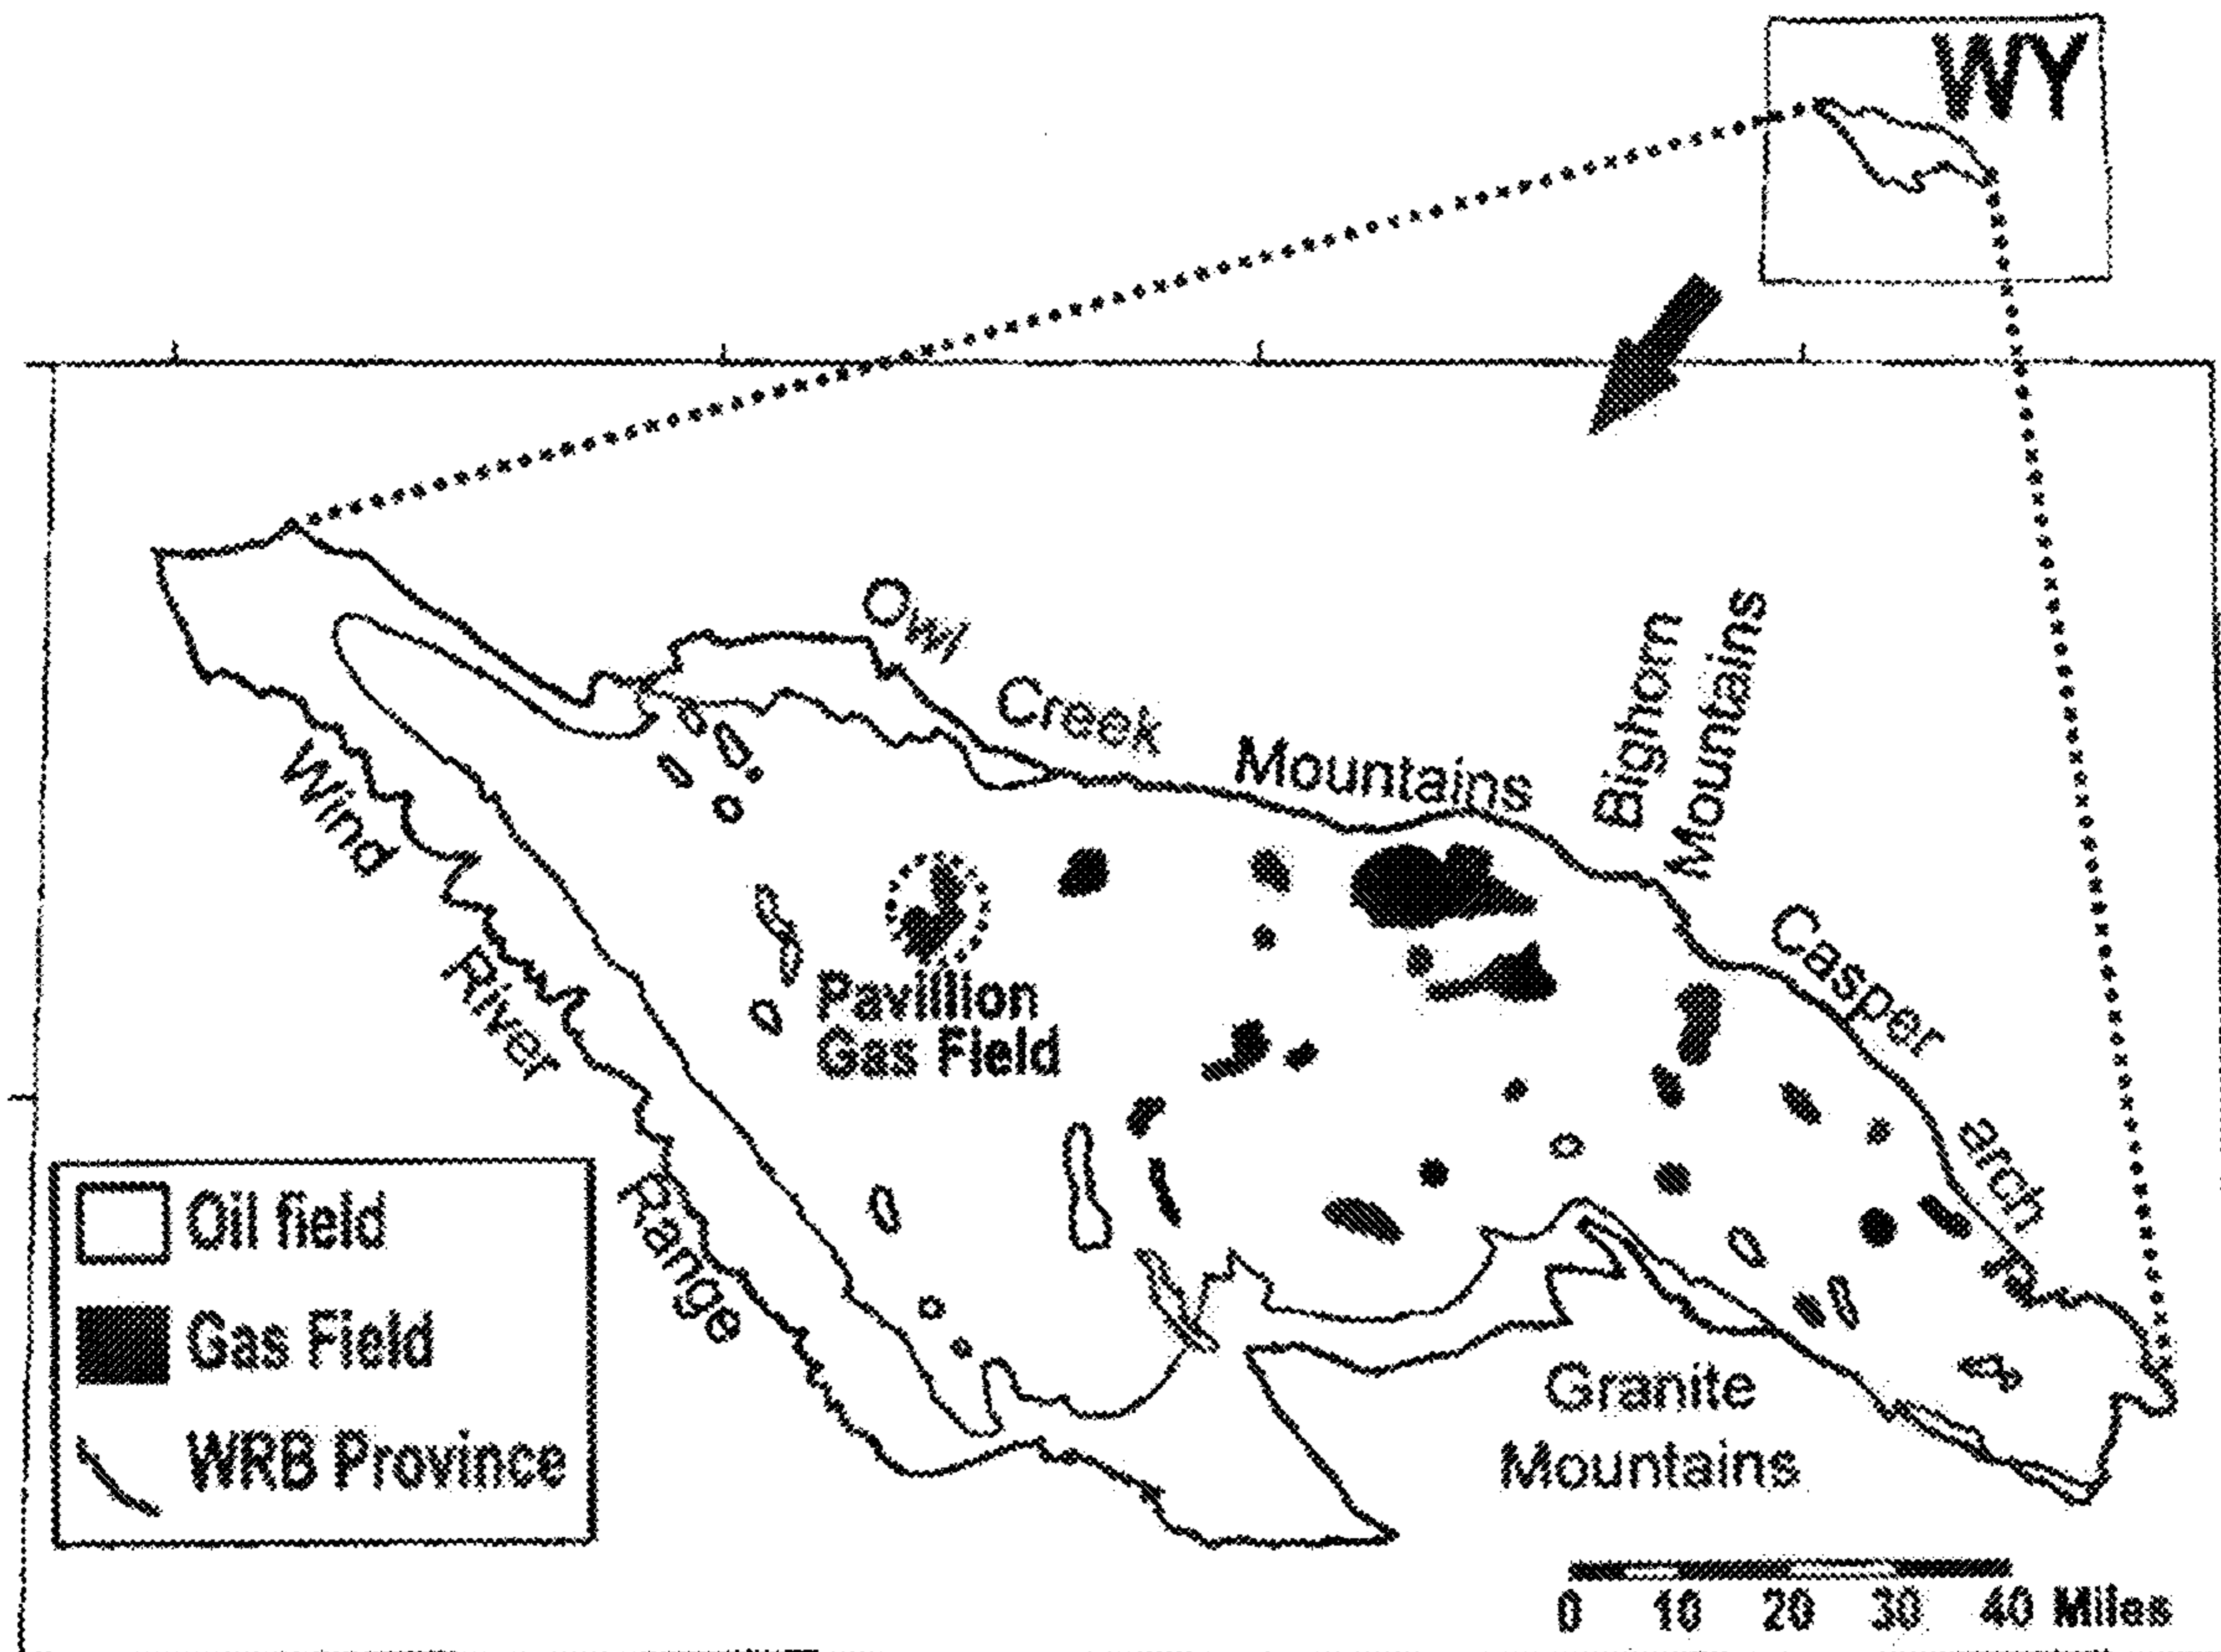 WY
Owl
Creek
Mountains
Bighorn
Mountains
Casper
arch
Wind
River
Range
Pavillion
Gas Field
Granite
Mountains
Oil field
Gas Field
WRB Province
0 10 20 30 40 Miles